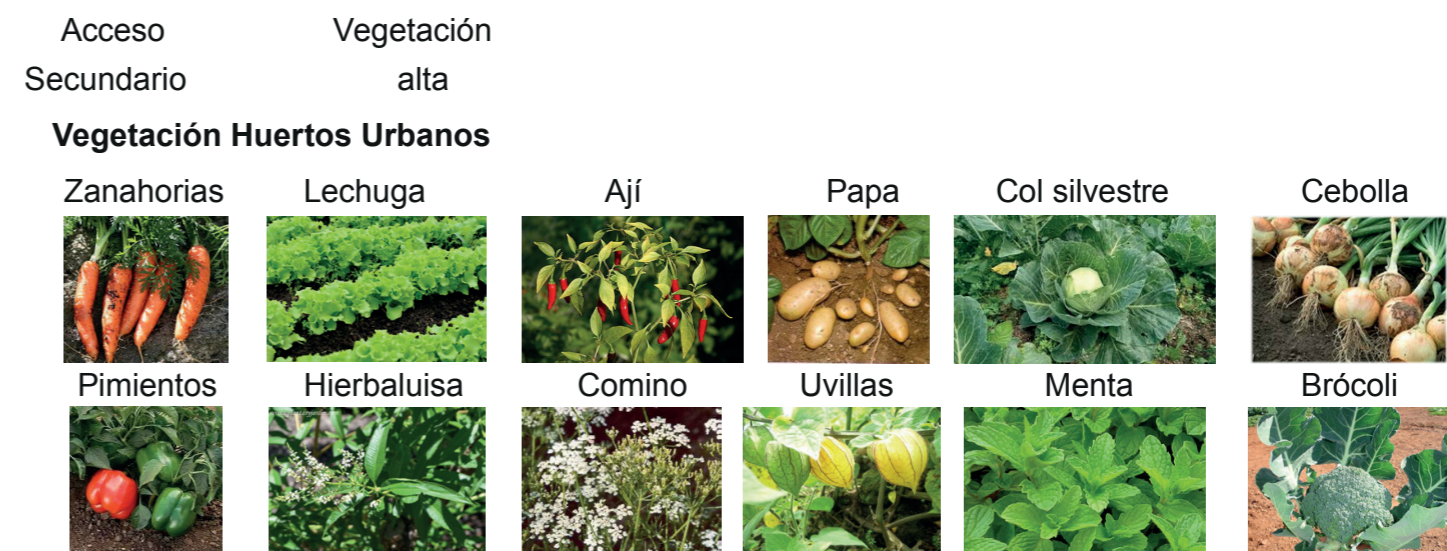 Acceso Vegetación
Secundario alta
Vegetación Huertos Urbanos
Zanahorias Lechuga Ají Papa Col silvestre Cebolla
Pimientos Hierbaluisa Comino Uvillas Menta Brócoli